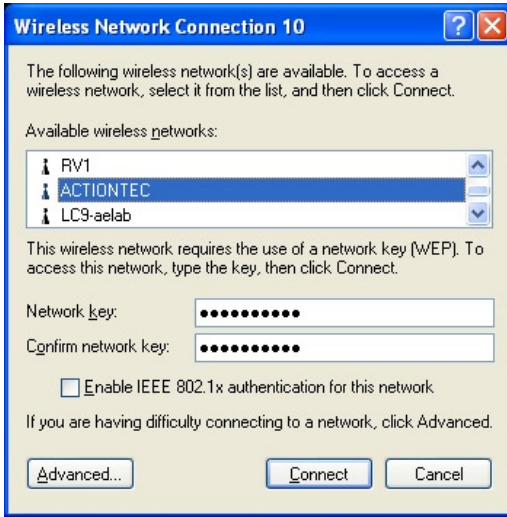 Wireless Network Connection 10
The following wireless network(s) are available. To access a
wireless network, select it from the list, and then click Connect.
Available wireless networks:
RV1
ACTIONTEC
LC9-aelab
This wireless network requires the use of a network key (WEP). To
access this network, type the key, then click Connect.
Network key: ●●●●●●●●●●
Confirm network key: ●●●●●●●●●●
Enable IEEE 802.1x authentication for this network
If you are having difficulty connecting to a network, click Advanced.
Advanced... Connect Cancel